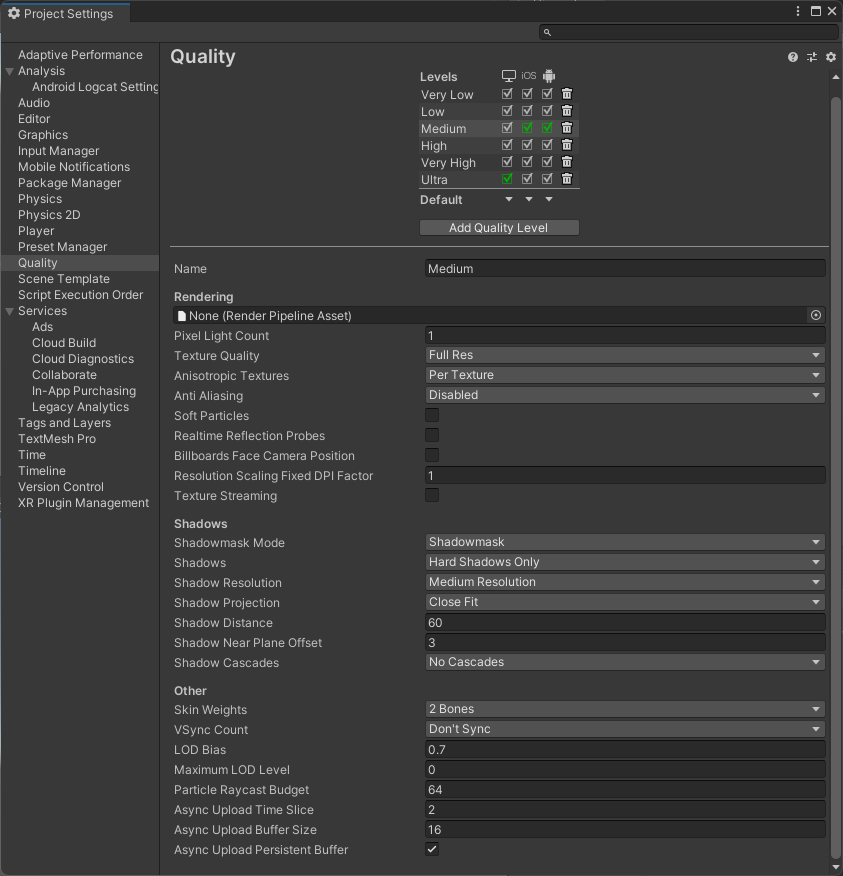 Project Settings
Adaptive Performance
Analysis
Android Logcat Setting
Audio
Editor
Graphics
Input Manager
Mobile Notifications
Package Manager
Physics
Physics 2D
Player
Preset Manager
Quality
Scene Template
Script Execution Order
Services
Ads
Cloud Build
Cloud Diagnostics
Collaborate
In-App Purchasing
Legacy Analytics
Tags and Layers
TextMesh Pro
Time
Timeline
Version Control
XR Plugin Management
Quality
Levels iOS
Very Low
Low
Medium
High
Very High
Ultra
Default
Add Quality Level
Name Medium
Rendering
None (Render Pipeline Asset)
Pixel Light Count 1
Texture Quality Full Res
Anisotropic Textures Per Texture
Anti Aliasing Disabled
Soft Particles
Realtime Reflection Probes
Billboards Face Camera Position
Resolution Scaling Fixed DPI Factor 1
Texture Streaming
Shadows
Shadowmask Mode Shadowmask
Shadows Hard Shadows Only
Shadow Resolution Medium Resolution
Shadow Projection Close Fit
Shadow Distance 60
Shadow Near Plane Offset 3
Shadow Cascades No Cascades
Other
Skin Weights 2 Bones
VSync Count Don't Sync
LOD Bias 0.7
Maximum LOD Level 0
Particle Raycast Budget 64
Async Upload Time Slice 2
Async Upload Buffer Size 16
Async Upload Persistent Buffer